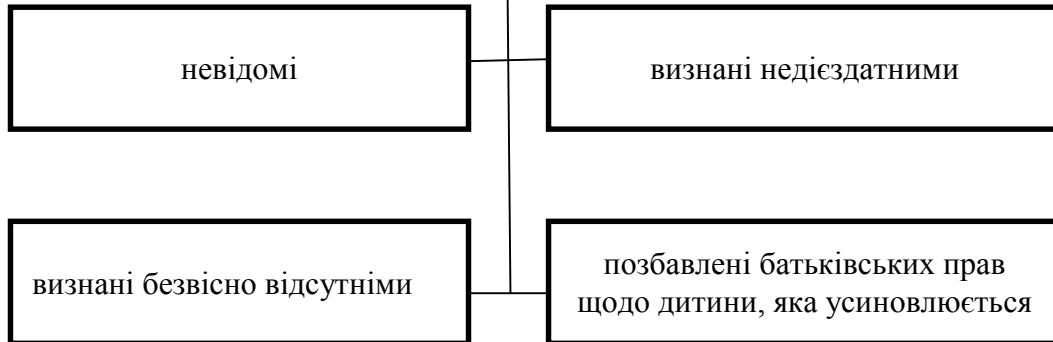 невідомі
визнані недієздатними
визнані безвісно відсутніми
позбавлені батьківських прав
щодо дитини, яка усиновлюється